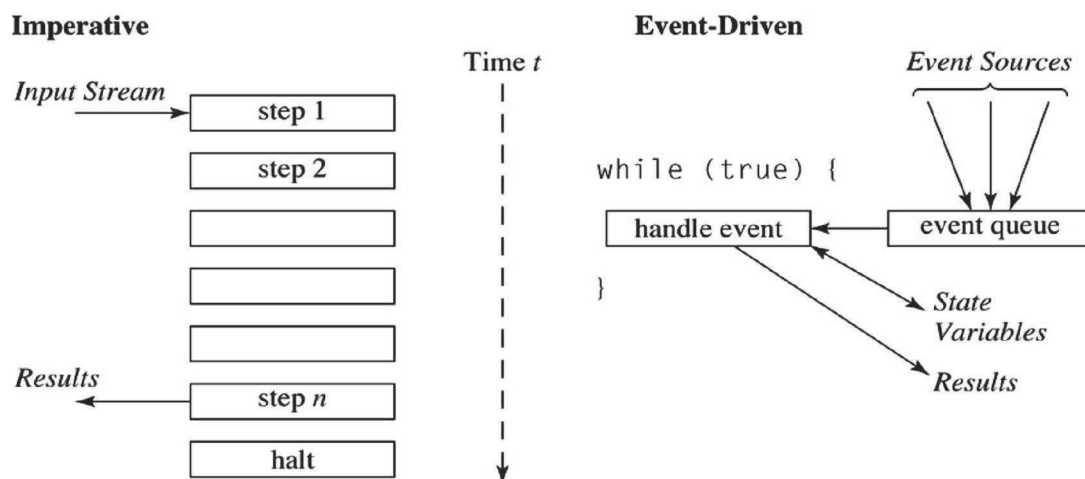 Imperative
Input Stream
step 1
step 2
Results
step n
halt
Time t
Event-Driven
Event Sources
while (true) {
handle event
event queue
}
State
Variables
Results